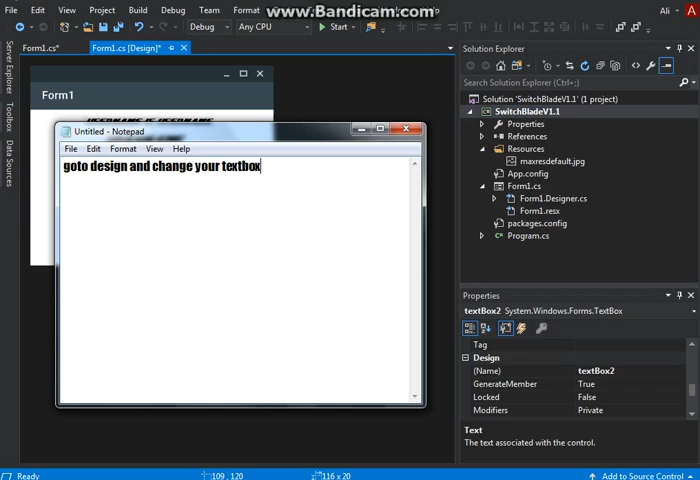 www.Bandicam.com
File Edit View Project Build Debug Team Format
Ali A
Debug Any CPU Start
Form1.cs* Form1.cs [Design]*
Server Explorer
Toolbox
Data Sources
Form1
USERNAME IS USERNAME
Untitled - Notepad
File Edit Format View Help
goto design and change your textbox
Solution Explorer
Search Solution Explorer (Ctrl+;)
Solution 'SwitchBladeV1.1' (1 project)
SwitchBladeV1.1
Properties
References
Resources
maxresdefault.jpg
App.config
Form1.cs
Form1.Designer.cs
Form1.resx
packages.config
Program.cs
Properties
textBox2 System.Windows.Forms.TextBox
Tag
Design
(Name) textBox2
GenerateMember True
Locked False
Modifiers Private
Text
The text associated with the control.
Ready 109 , 120 116 x 20 Add to Source Control